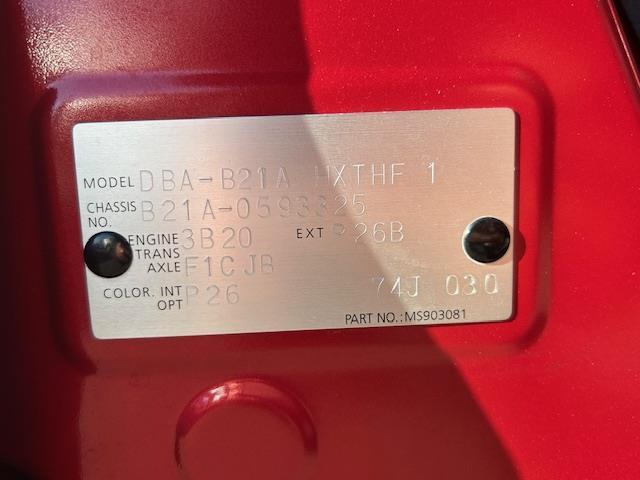 MODEL DBA-B21A HXTHF 1
CHASSIS NO. B21A-0593325
ENGINE 3B20 EXT P26B
TRANS AXLE F1CJB
COLOR. INT OPT P26 74J 030
PART NO.:MS903081